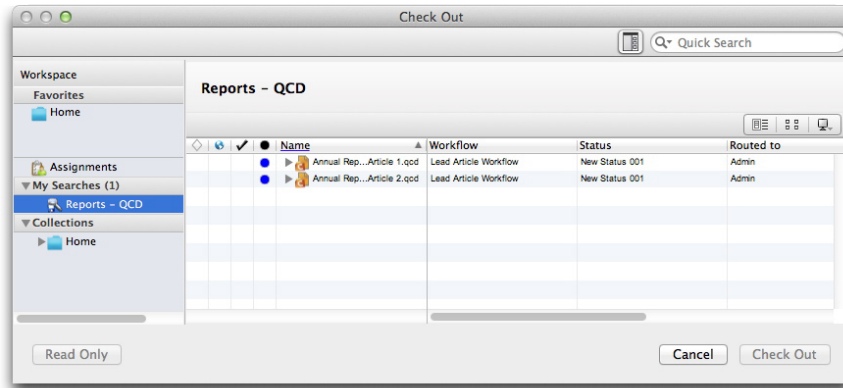 Check Out
Quick Search
Workspace
Favorites
Home
Assignments
My Searches (1)
Reports – QCD
Collections
Home
Reports – QCD
Name Workflow Status Routed to
Annual Rep...Article 1.qcd Lead Article Workflow New Status 001 Admin
Annual Rep...Article 2.qcd Lead Article Workflow New Status 001 Admin
Read Only Cancel Check Out